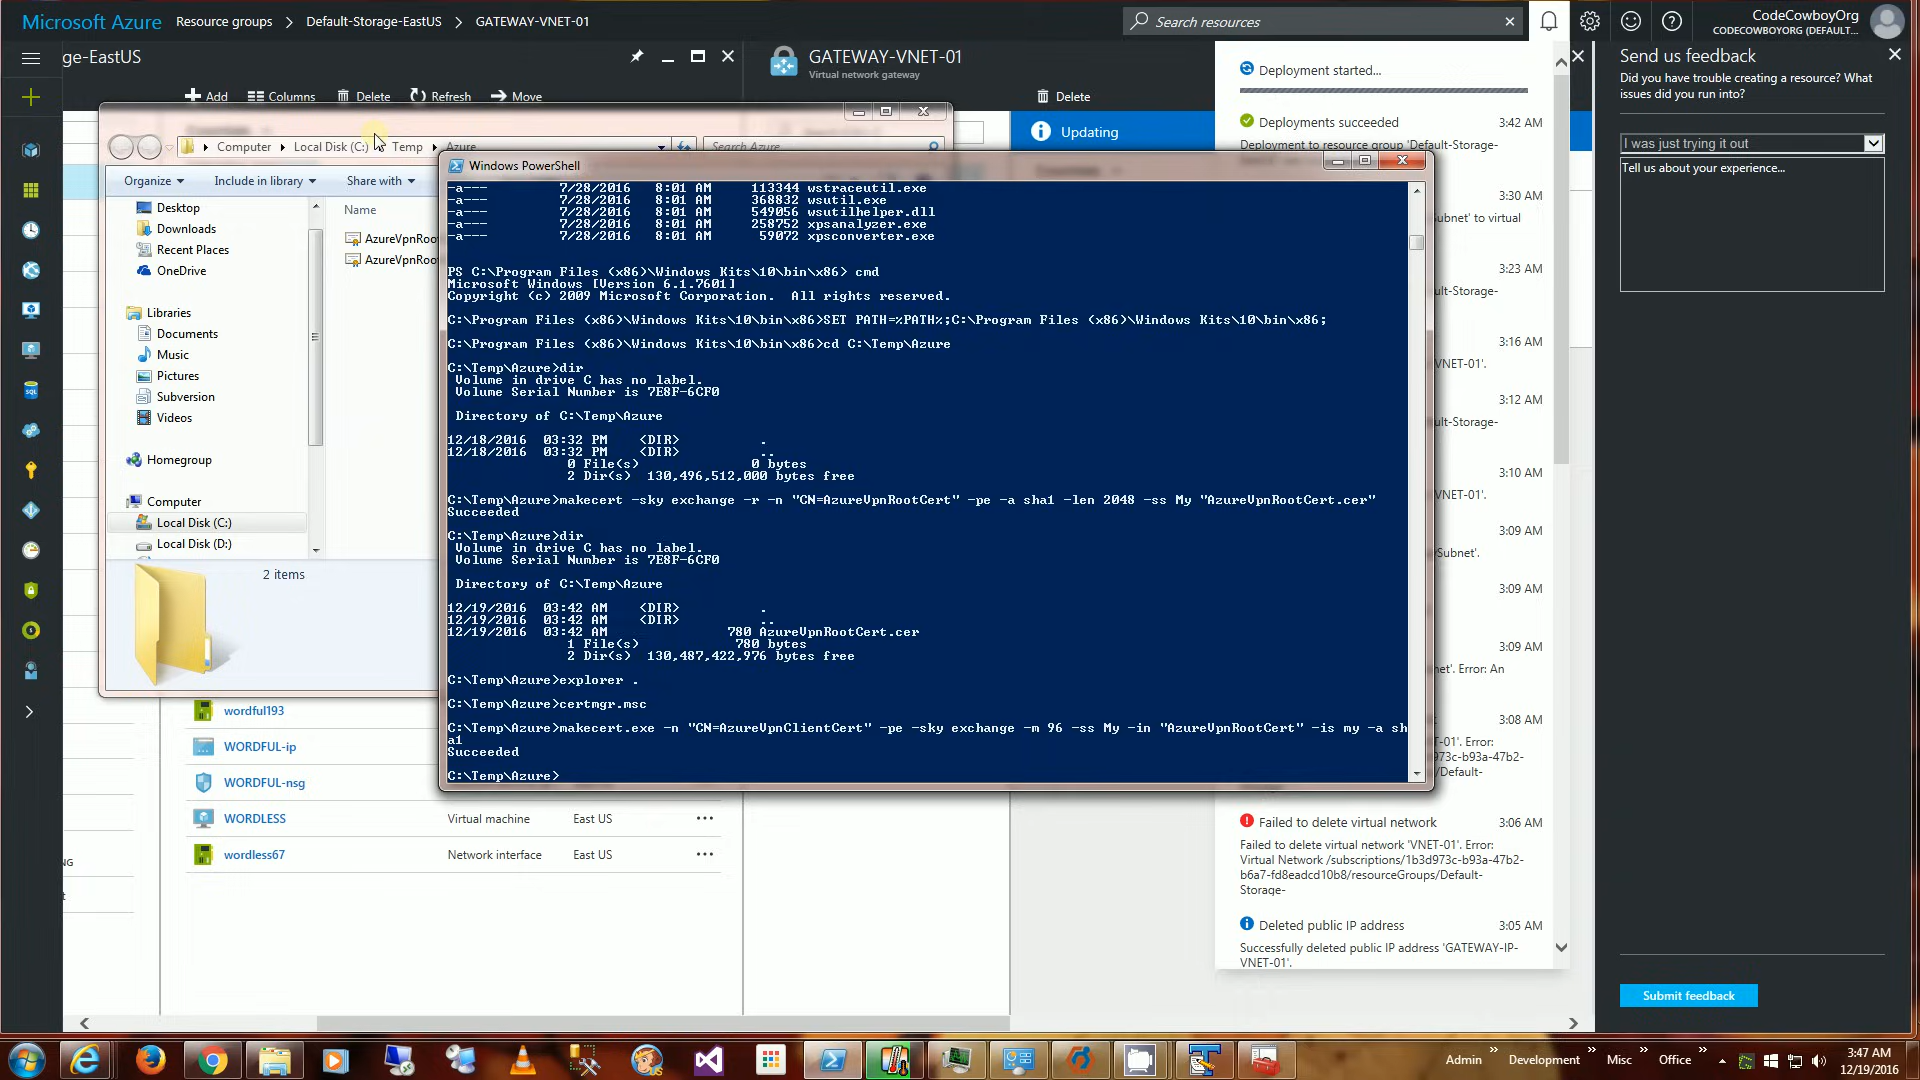 Microsoft Azure Resource groups > Default-Storage-EastUS > GATEWAY-VNET-01
Search resources
CodeCowboyOrg
CODECOWBOYORG (DEFAULT...
ge-EastUS
Add Columns Delete Refresh Move
GATEWAY-VNET-01
Virtual network gateway
Delete
Updating
Computer Local Disk (C:) Temp Azure
Search Azure
Organize Include in library Share with
Desktop
Downloads
Recent Places
OneDrive
Libraries
Documents
Music
Pictures
Subversion
Videos
Homegroup
Computer
Local Disk (C:)
Local Disk (D:)
Name
AzureVpnRoot
AzureVpnRoot
2 items
Windows PowerShell
-a--- 7/28/2016 8:01 AM 113344 wstraceutil.exe
-a--- 7/28/2016 8:01 AM 368832 wsutil.exe
-a--- 7/28/2016 8:01 AM 549056 wsutilhelper.dll
-a--- 7/28/2016 8:01 AM 258752 xpsanalyzer.exe
-a--- 7/28/2016 8:01 AM 59072 xpsconverter.exe
PS C:\Program Files (x86)\Windows Kits\10\bin\x86> cmd
Microsoft Windows [Version 6.1.7601]
Copyright (c) 2009 Microsoft Corporation. All rights reserved.
C:\Program Files (x86)\Windows Kits\10\bin\x86>SET PATH=%PATH%;C:\Program Files (x86)\Windows Kits\10\bin\x86;
C:\Program Files (x86)\Windows Kits\10\bin\x86>cd C:\Temp\Azure
C:\Temp\Azure>dir
Volume in drive C has no label.
Volume Serial Number is 7E8F-6CF0
Directory of C:\Temp\Azure
12/18/2016 03:32 PM <DIR> .
12/18/2016 03:32 PM <DIR> ..
0 File(s) 0 bytes
2 Dir(s) 130,496,512,000 bytes free
C:\Temp\Azure>makecert -sky exchange -r -n "CN=AzureVpnRootCert" -pe -a sha1 -len 2048 -ss My "AzureVpnRootCert.cer"
Succeeded
C:\Temp\Azure>dir
Volume in drive C has no label.
Volume Serial Number is 7E8F-6CF0
Directory of C:\Temp\Azure
12/19/2016 03:42 AM <DIR> .
12/19/2016 03:42 AM <DIR> ..
12/19/2016 03:42 AM 780 AzureVpnRootCert.cer
1 File(s) 780 bytes
2 Dir(s) 130,487,422,976 bytes free
C:\Temp\Azure>explorer .
C:\Temp\Azure>certmgr.msc
C:\Temp\Azure>makecert.exe -n "CN=AzureVpnClientCert" -pe -sky exchange -m 96 -ss My -in "AzureVpnRootCert" -is my -a sh
a1
Succeeded
C:\Temp\Azure>
wordful193
WORDFUL-ip
WORDFUL-nsg
WORDLESS Virtual machine East US ...
wordless67 Network interface East US ...
Deployment started...
Deployments succeeded 3:42 AM
Deployment to resource group 'Default-Storage-
3:30 AM
ubnet' to virtual
3:23 AM
ult-Storage-
3:16 AM
VNET-01'.
3:12 AM
ult-Storage-
3:10 AM
VNET-01'.
3:09 AM
Subnet'.
3:09 AM
3:09 AM
net'. Error: An
3:08 AM
T-01'. Error:
c-b93a-47b2-
/Default-
Failed to delete virtual network 3:06 AM
Failed to delete virtual network 'VNET-01'. Error:
Virtual Network /subscriptions/1b3d973c-b93a-47b2-
b6a7-fd8eadcd10b8/resourceGroups/Default-
Storage-
Deleted public IP address 3:05 AM
Successfully deleted public IP address 'GATEWAY-IP-
VNET-01'.
Send us feedback
Did you have trouble creating a resource? What
issues did you run into?
I was just trying it out
Tell us about your experience...
Submit feedback
Admin Development Misc Office
3:47 AM
12/19/2016